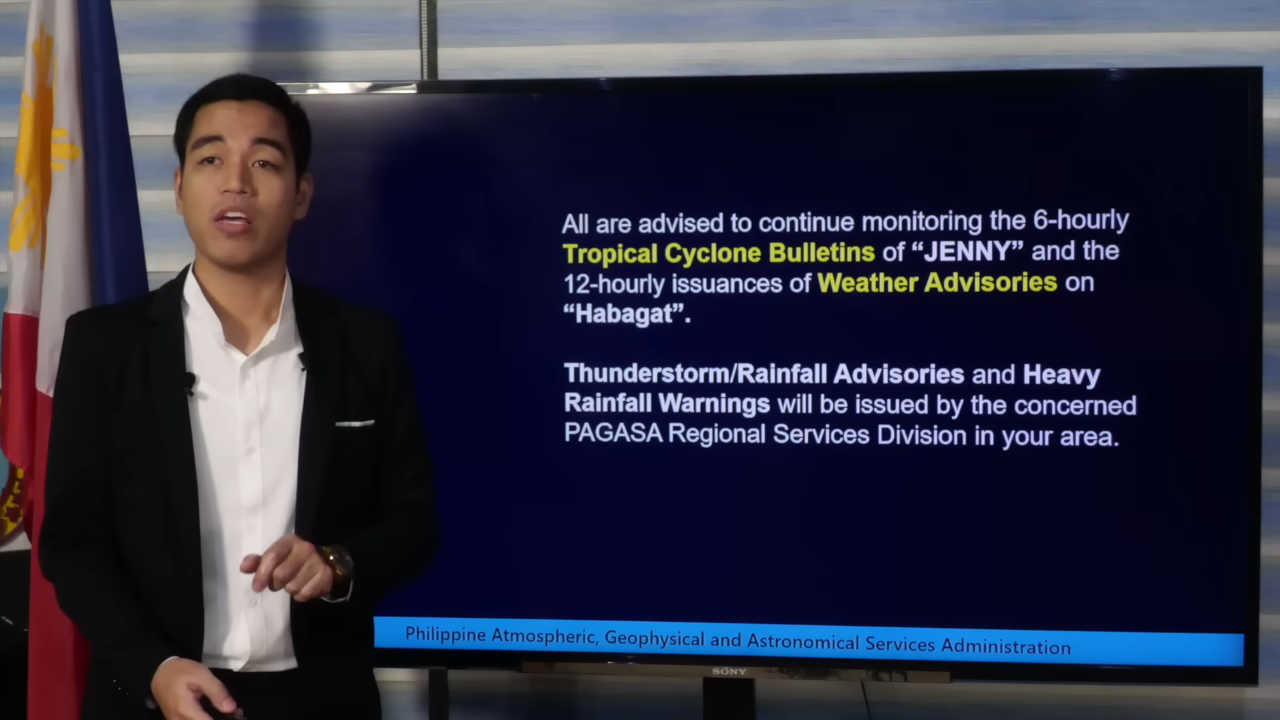 All are advised to continue monitoring the 6-hourly
Tropical Cyclone Bulletins of “JENNY” and the
12-hourly issuances of Weather Advisories on
“Habagat”.
Thunderstorm/Rainfall Advisories and Heavy
Rainfall Warnings will be issued by the concerned
PAGASA Regional Services Division in your area.
Philippine Atmospheric, Geophysical and Astronomical Services Administration
SONY